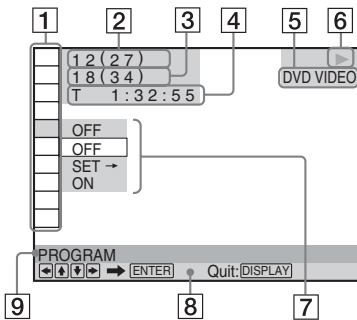 1 2 3 4 5 6
12(27)
18(34)
DVD VIDEO
T 1:32:55
OFF
OFF
SET →
ON
PROGRAM
←↑↓→ ➡ ENTER Quit: DISPLAY
9 8 7